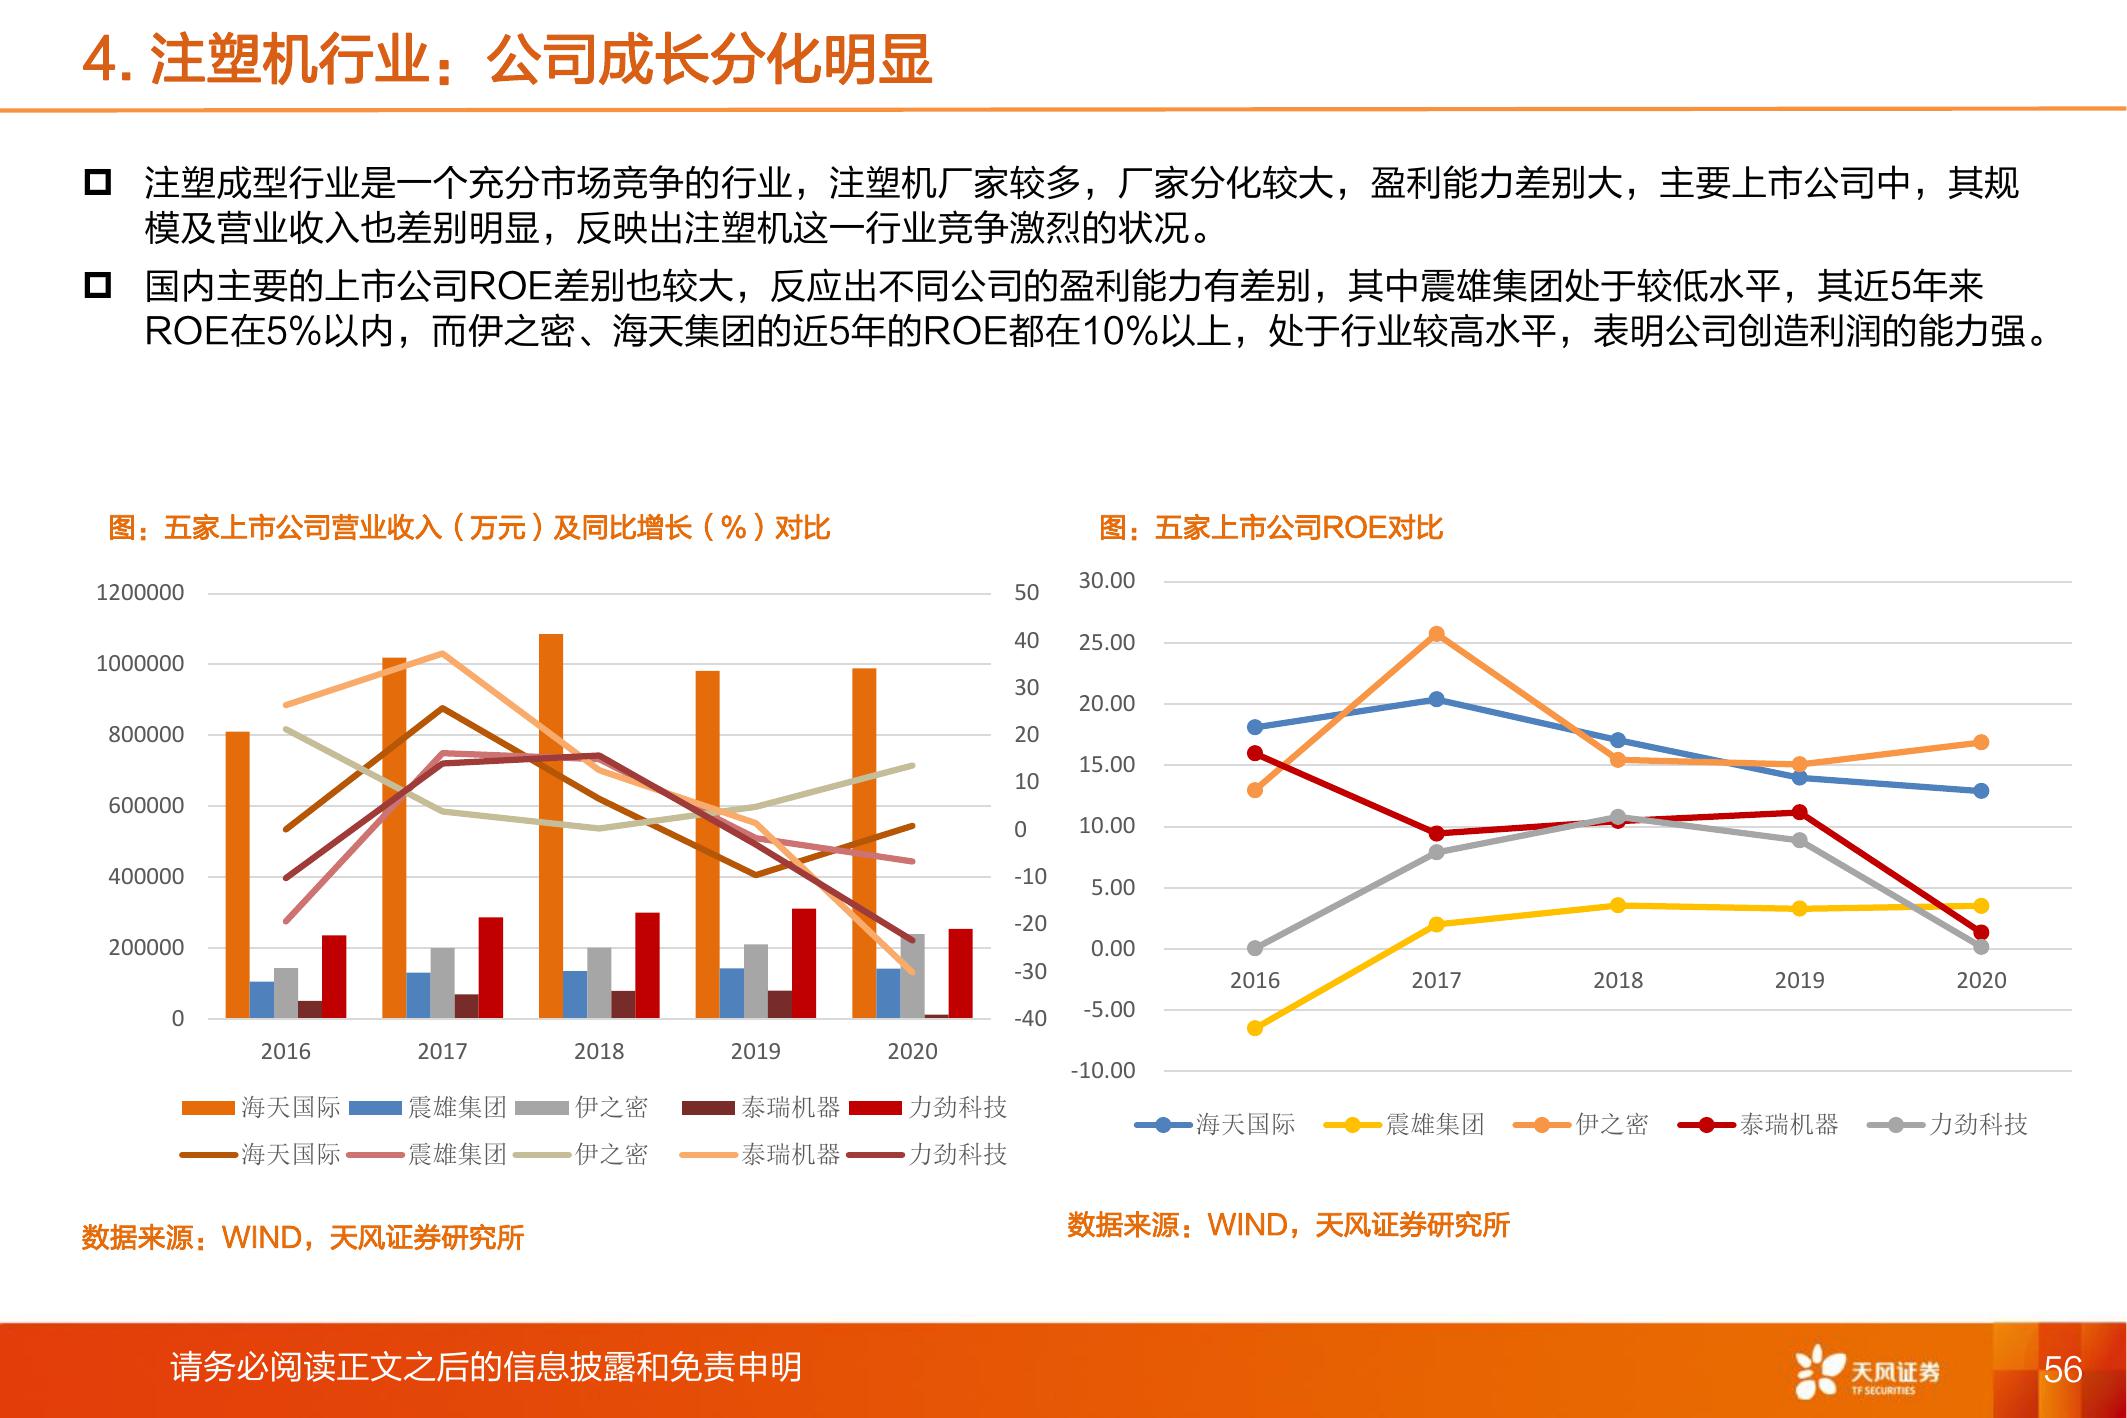 4. 注塑机行业：公司成长分化明显
注塑成型行业是一个充分市场竞争的行业，注塑机厂家较多，厂家分化较大，盈利能力差别大，主要上市公司中，其规
模及营业收入也差别明显，反映出注塑机这一行业竞争激烈的状况。
国内主要的上市公司ROE差别也较大，反应出不同公司的盈利能力有差别，其中震雄集团处于较低水平，其近5年来
ROE在5%以内，而伊之密、海天集团的近5年的ROE都在10%以上，处于行业较高水平，表明公司创造利润的能力强。
图：五家上市公司营业收入（万元）及同比增长（%）对比
1200000
1000000
800000
600000
400000
200000
0
50
40
30
20
10
0
-10
-20
-30
-40
2016 2017 2018 2019 2020
海天国际 震雄集团 伊之密 泰瑞机器 力劲科技
海天国际 震雄集团 伊之密 泰瑞机器 力劲科技
数据来源：WIND，天风证券研究所
图：五家上市公司ROE对比
30.00
25.00
20.00
15.00
10.00
5.00
0.00
-5.00
-10.00
2016 2017 2018 2019 2020
海天国际 震雄集团 伊之密 泰瑞机器 力劲科技
数据来源：WIND，天风证券研究所
请务必阅读正文之后的信息披露和免责申明
天风证券
TF SECURITIES
56